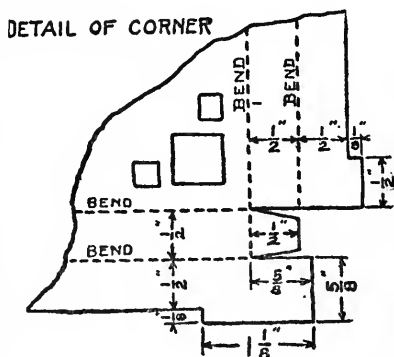 DETAIL OF CORNER
BEND
BEND
1/2"
1/2"
1/8"
1/2"
BEND
1/2"
1/2"
BEND
1/2"
5/8"
5/8"
1/8"
1 1/8"